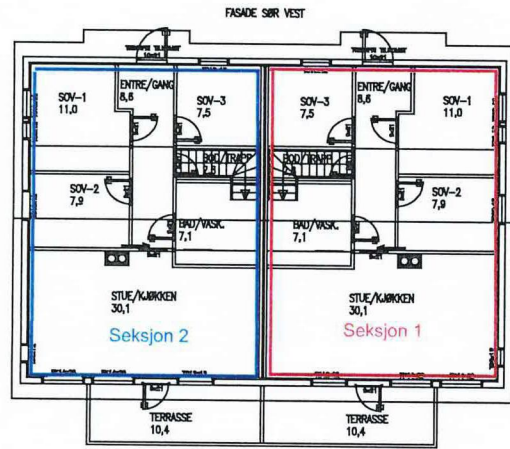 FASADE SØR VEST
10x21
10x21
SOV-1
11,0
ENTRE/GANG
8,6
SOV-3
7,5
SOV-3
7,5
ENTRE/GANG
8,6
SOV-1
11,0
BOD/TRAPP
BOD/TRAPP
SOV-2
7,9
BAD/VASK.
7,1
BAD/VASK.
7,1
SOV-2
7,9
STUE/KJØKKEN
30,1
Seksjon 2
STUE/KJØKKEN
30,1
Seksjon 1
TERRASSE
10,4
TERRASSE
10,4